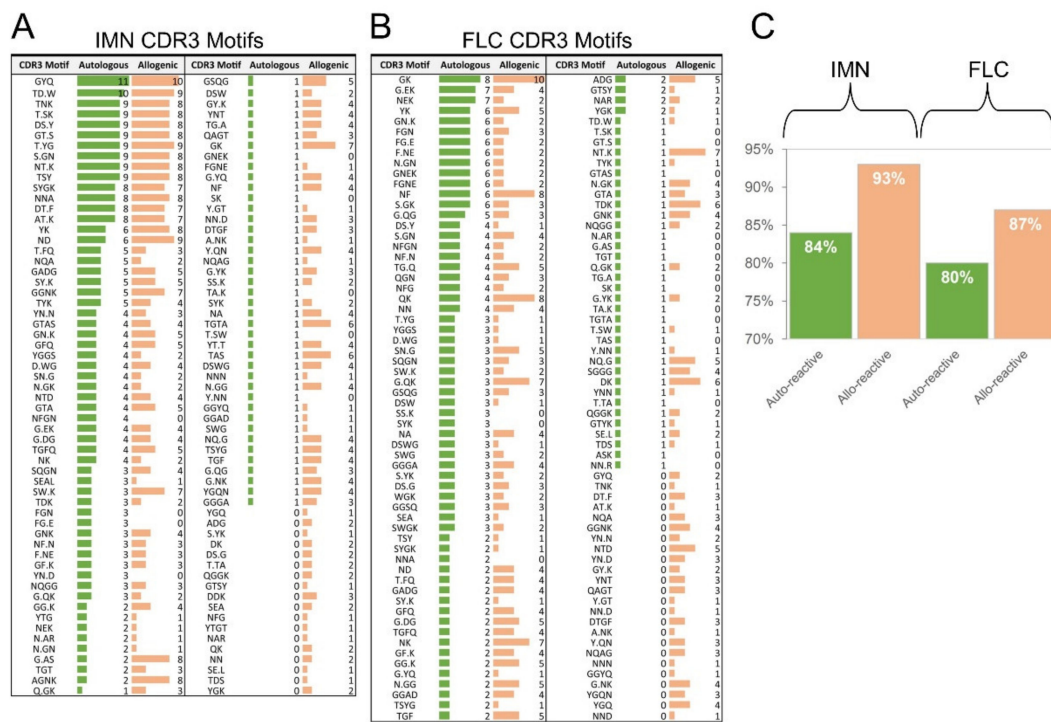 A
IMN CDR3 Motifs
CDR3 Motif Autologous Allogenic CDR3 Motif Autologous Allogenic
GYQ 11 10 GSQG 1 5
TD.W 10 9 DSW 1 2
TNK 9 8 GY.K 1 4
T.SK 9 8 YNT 1 4
DS.Y 9 8 TG.A 1 4
GT.S 9 8 QAGT 1 3
T.YG 9 9 GK 1 7
S.GN 9 8 GNEK 1 0
NT.K 9 8 FGNE 1 1
TSY 9 8 G.YQ 1 4
SYGK 8 7 NF 1 4
NNA 8 8 SK 1 0
DT.F 8 7 Y.GT 1 1
AT.K 8 7 NN.D 1 3
YK 6 8 DTGF 1 3
ND 6 9 A.NK 1 1
T.FQ 5 3 Y.QN 1 4
NQA 5 2 NQAG 1 1
GADG 5 5 G.YK 1 3
SY.K 5 5 SS.K 1 2
GGNK 5 7 TA.K 1 0
TYK 5 4 SYK 1 2
YN.N 4 3 NA 1 4
GTAS 4 4 TGTA 1 6
GN.K 4 5 T.SW 1 0
GFQ 4 5 YT.T 1 4
YGGS 4 2 TAS 1 6
D.WG 4 4 DSWG 1 4
SN.G 4 2 NNN 1 1
N.GK 4 2 N.GG 1 4
NTD 4 4 Y.NN 1 0
GTA 4 5 GGYQ 1 1
NFGN 4 0 GGAD 1 1
G.EK 4 4 SWG 1 1
G.DG 4 4 NQ.G 1 4
TGFQ 4 5 TSYG 1 4
NK 4 2 TGF 1 4
SQGN 3 4 G.QG 1 3
SEAL 3 1 G.NK 1 4
SW.K 3 7 YGQN 1 4
TDK 3 2 GGGA 1 3
FGN 3 0 YGQ 0 1
FG.E 3 0 ADG 0 2
GNK 3 4 S.YK 0 1
NF.N 3 3 DK 0 2
F.NE 3 3 DS.G 0 2
GF.K 3 3 T.TA 0 2
YN.D 3 0 QGGK 0 2
NQGG 3 3 GTSY 0 1
G.QK 3 2 DDK 0 3
GG.K 2 4 SEA 0 2
YTG 2 1 NFG 0 1
NEK 2 1 YTGT 0 1
N.AR 2 1 NAR 0 1
N.GN 2 1 QK 0 2
G.AS 2 8 NN 0 2
TGT 2 3 SE.L 0 1
AGNK 2 8 TDS 0 1
Q.GK 1 3 YGK 0 2
B
FLC CDR3 Motifs
CDR3 Motif Autologous Allogenic CDR3 Motif Autologous Allogenic
GK 8 10 ADG 2 5
G.EK 7 4 GTSY 2 1
NEK 7 2 NAR 2 2
YK 6 5 YGK 2 1
GN.K 6 2 TD.W 1 1
FGN 6 3 T.SK 1 0
FG.E 6 2 GT.S 1 0
F.NE 6 2 NT.K 1 7
N.GN 6 2 TYK 1 1
GNEK 6 2 GTAS 1 0
FGNE 6 2 N.GK 1 4
NF 6 8 GTA 1 3
S.GK 6 3 TDK 1 6
G.QG 5 3 GNK 1 4
DS.Y 4 1 NQGG 1 2
S.GN 4 4 N.AR 1 0
NFGN 4 2 G.AS 1 0
NF.N 4 2 TGT 1 0
TG.Q 4 5 Q.GK 1 2
QGN 4 3 TG.A 1 0
NFG 4 2 SK 1 0
QK 4 8 G.YK 1 2
NN 4 4 TA.K 1 0
T.YG 3 1 TGTA 1 0
YGGS 3 1 T.SW 1 1
D.WG 3 1 TAS 1 0
SN.G 3 5 Y.NN 1 1
SQGN 3 3 NQ.G 1 5
SW.K 3 2 SGGG 1 4
G.QK 3 7 DK 1 6
GSQG 3 3 YNN 1 1
DSW 3 1 T.TA 1 0
SS.K 3 0 QGGK 1 2
SYK 3 0 GTYK 1 1
NA 3 4 SE.L 1 2
DSWG 3 1 TDS 1 1
SWG 3 2 ASK 1 0
GGGA 3 4 NN.R 1 0
S.YK 3 2 GYQ 0 1
DS.G 3 3 TNK 0 1
WGK 3 2 DT.F 0 3
GGSQ 3 3 AT.K 0 1
SEA 3 1 NQA 0 3
SWGK 3 2 GGNK 0 4
TSY 2 1 YN.N 0 2
SYGK 2 1 NTD 0 5
NNA 2 0 YN.D 0 3
ND 2 4 GY.K 0 2
T.FQ 2 4 YNT 0 3
GADG 2 4 QAGT 0 3
SY.K 2 1 Y.GT 0 1
GFQ 2 4 NN.D 0 1
G.DG 2 5 DTGF 0 3
TGFQ 2 4 A.NK 0 1
NK 2 7 Y.QN 0 3
GF.K 2 4 NQAG 0 3
GG.K 2 5 NNN 0 1
G.YQ 2 1 GGYQ 0 1
N.GG 2 5 G.NK 0 4
GGAD 2 4 YGQN 0 3
TSYG 2 1 YGQ 0 4
TGF 2 5 NND 0 1
C
IMN FLC
95%
90%
85%
80%
75%
70%
84% 93% 80% 87%
Auto-reactive Allo-reactive Auto-reactive Allo-reactive